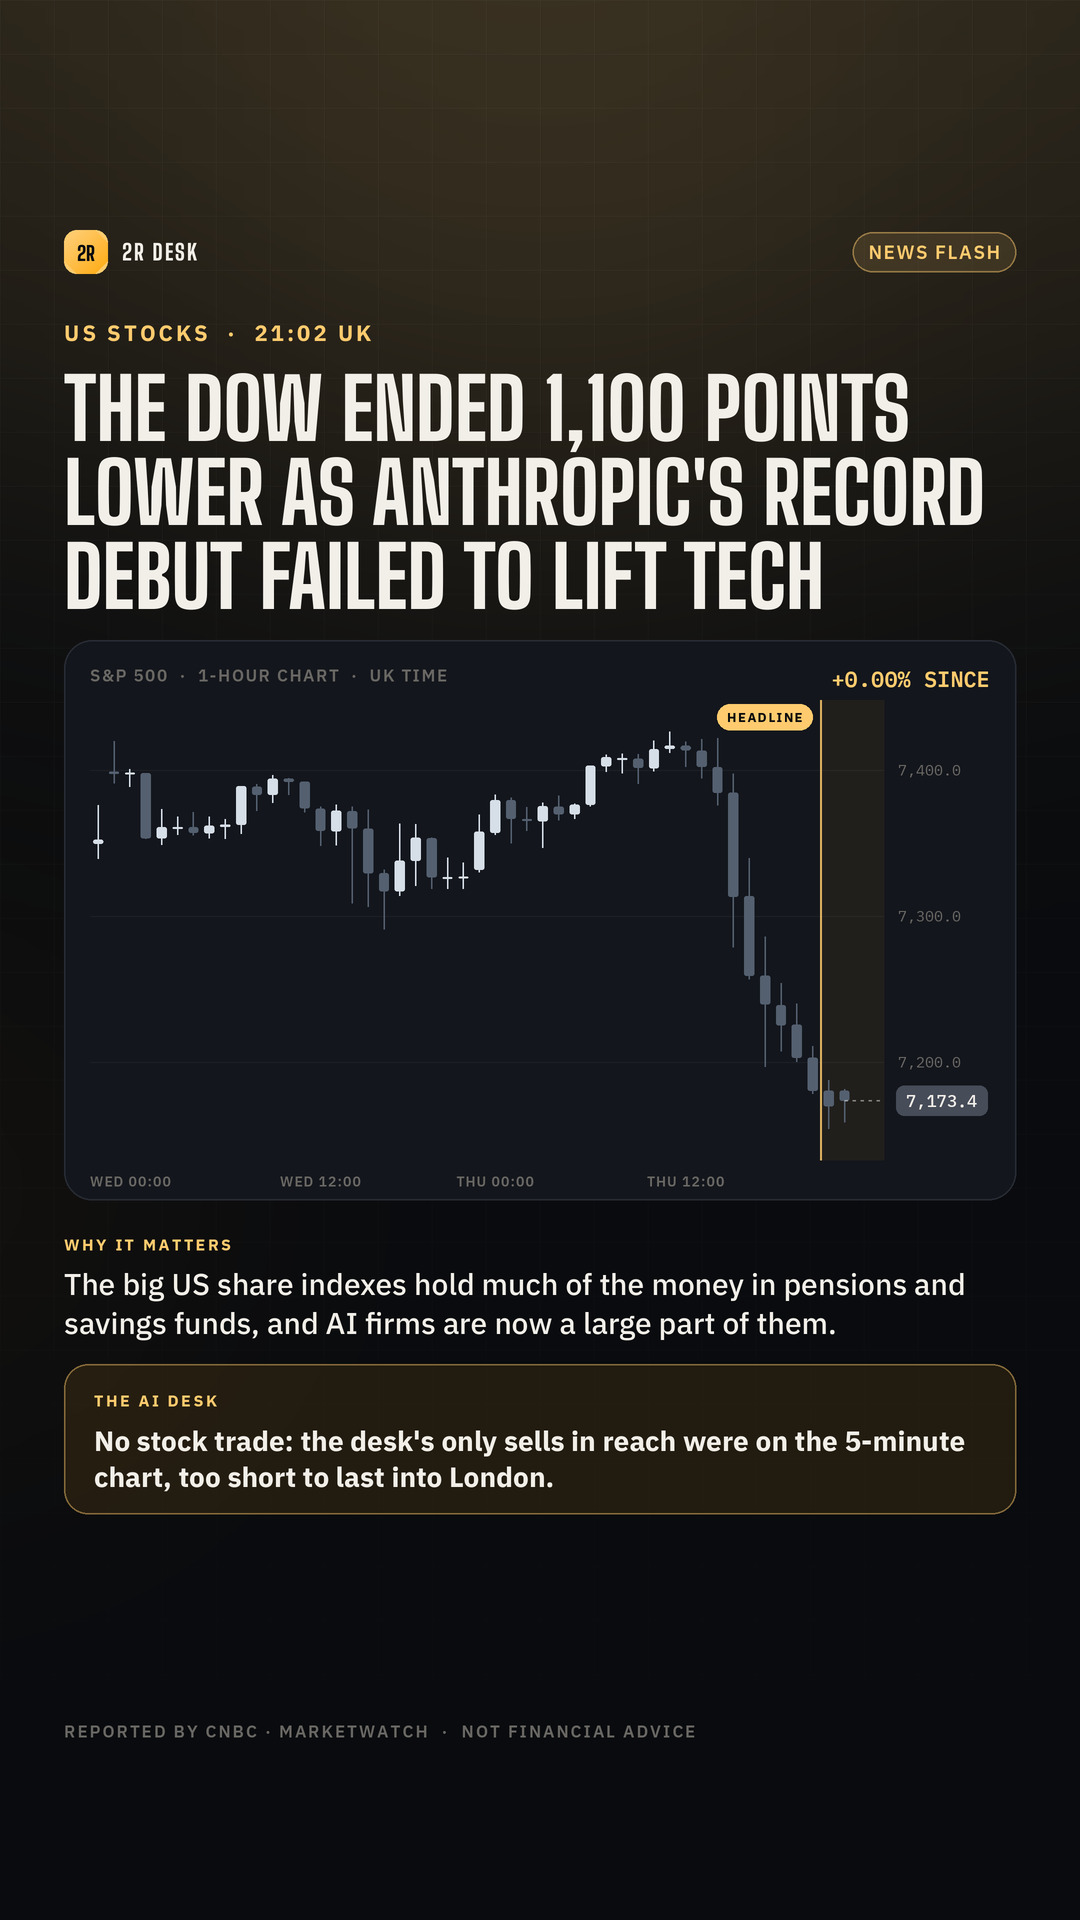 2R
2R DESK
NEWS FLASH
US STOCKS · 21:02 UK
THE DOW ENDED 1,100 POINTS
LOWER AS ANTHROPIC'S RECORD
DEBUT FAILED TO LIFT TECH
S&P 500 · 1-HOUR CHART · UK TIME
+0.00% SINCE
HEADLINE
7,400.0
7,300.0
7,200.0
7,173.4
WED 00:00
WED 12:00
THU 00:00
THU 12:00
WHY IT MATTERS
The big US share indexes hold much of the money in pensions and
savings funds, and AI firms are now a large part of them.
THE AI DESK
No stock trade: the desk's only sells in reach were on the 5-minute
chart, too short to last into London.
REPORTED BY CNBC · MARKETWATCH · NOT FINANCIAL ADVICE